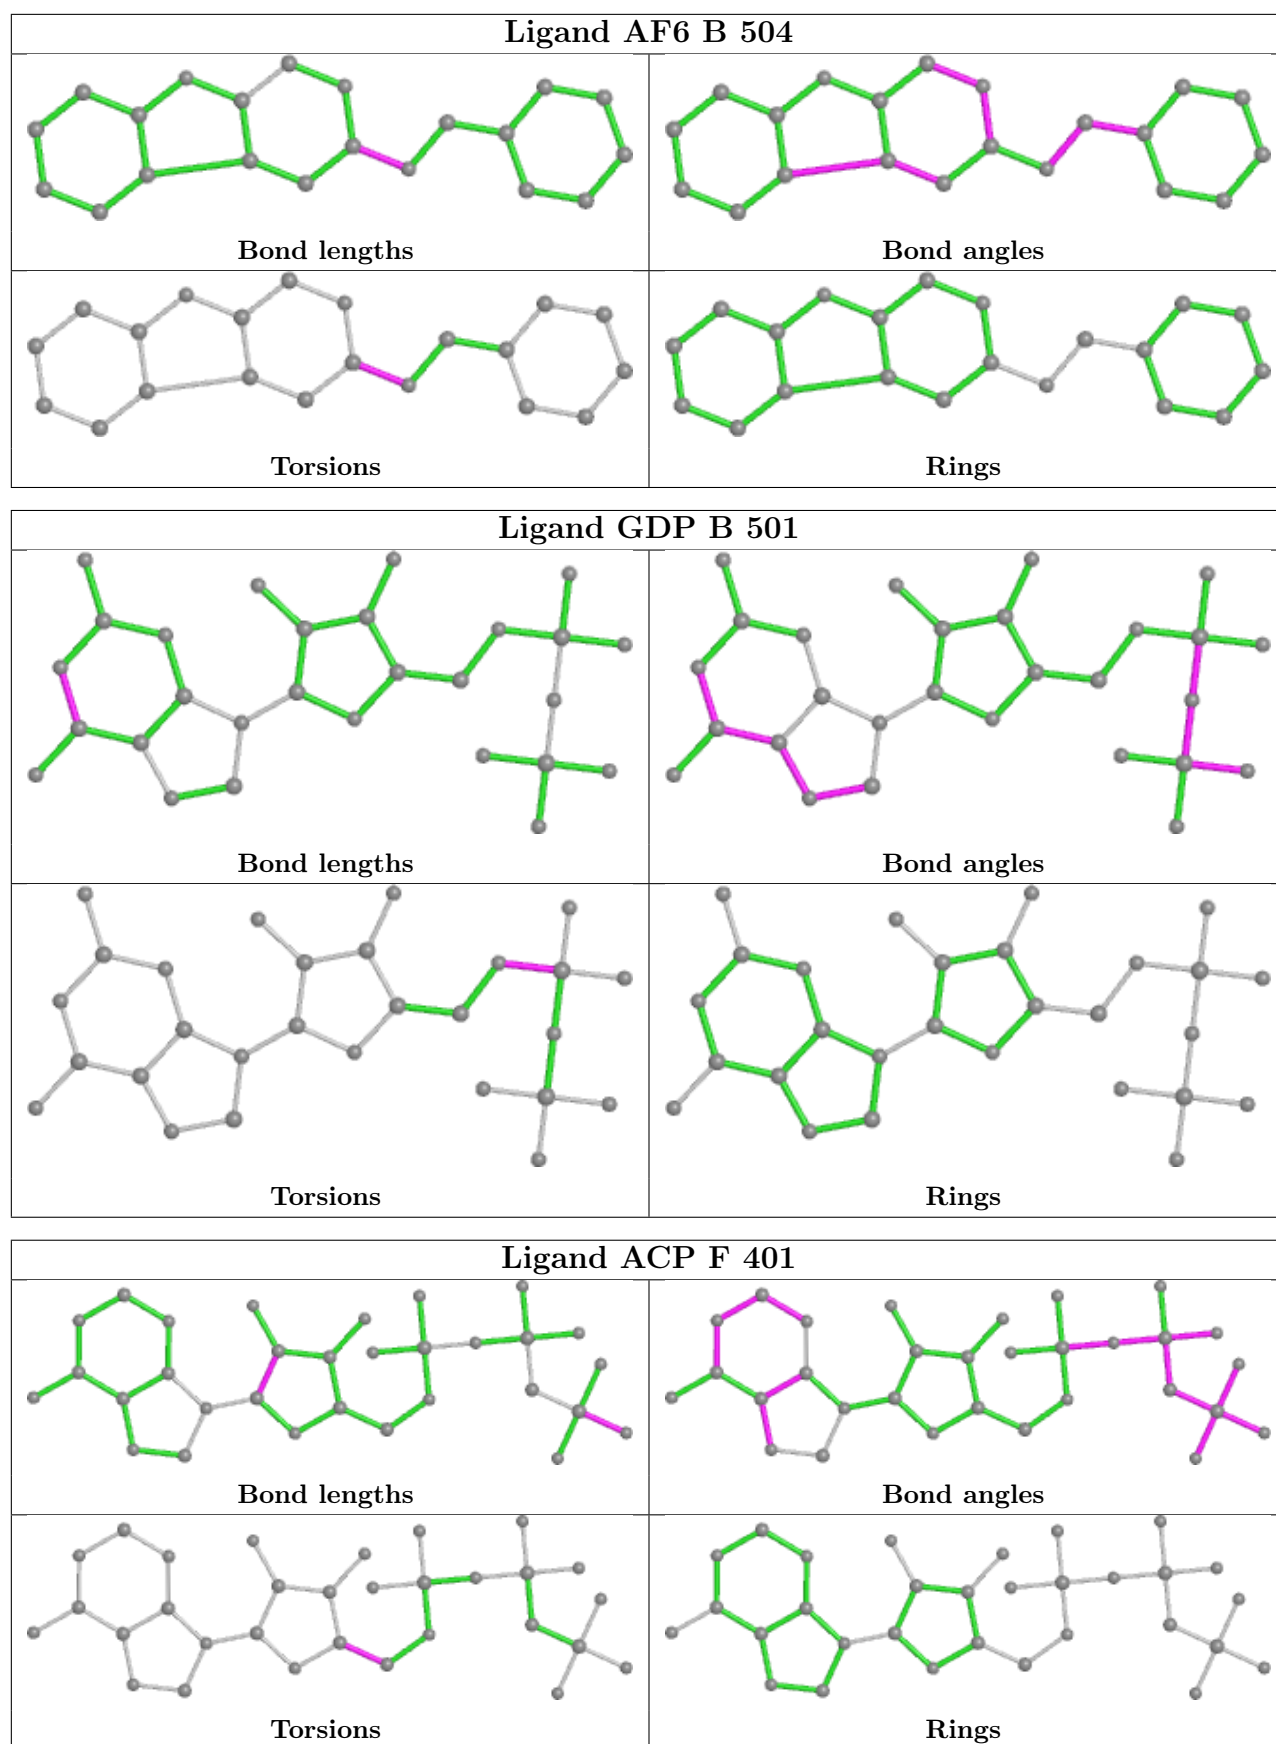 Ligand AF6 B 504
Bond lengths
Bond angles
Torsions
Rings
Ligand GDP B 501
Bond lengths
Bond angles
Torsions
Rings
Ligand ACP F 401
Bond lengths
Bond angles
Torsions
Rings